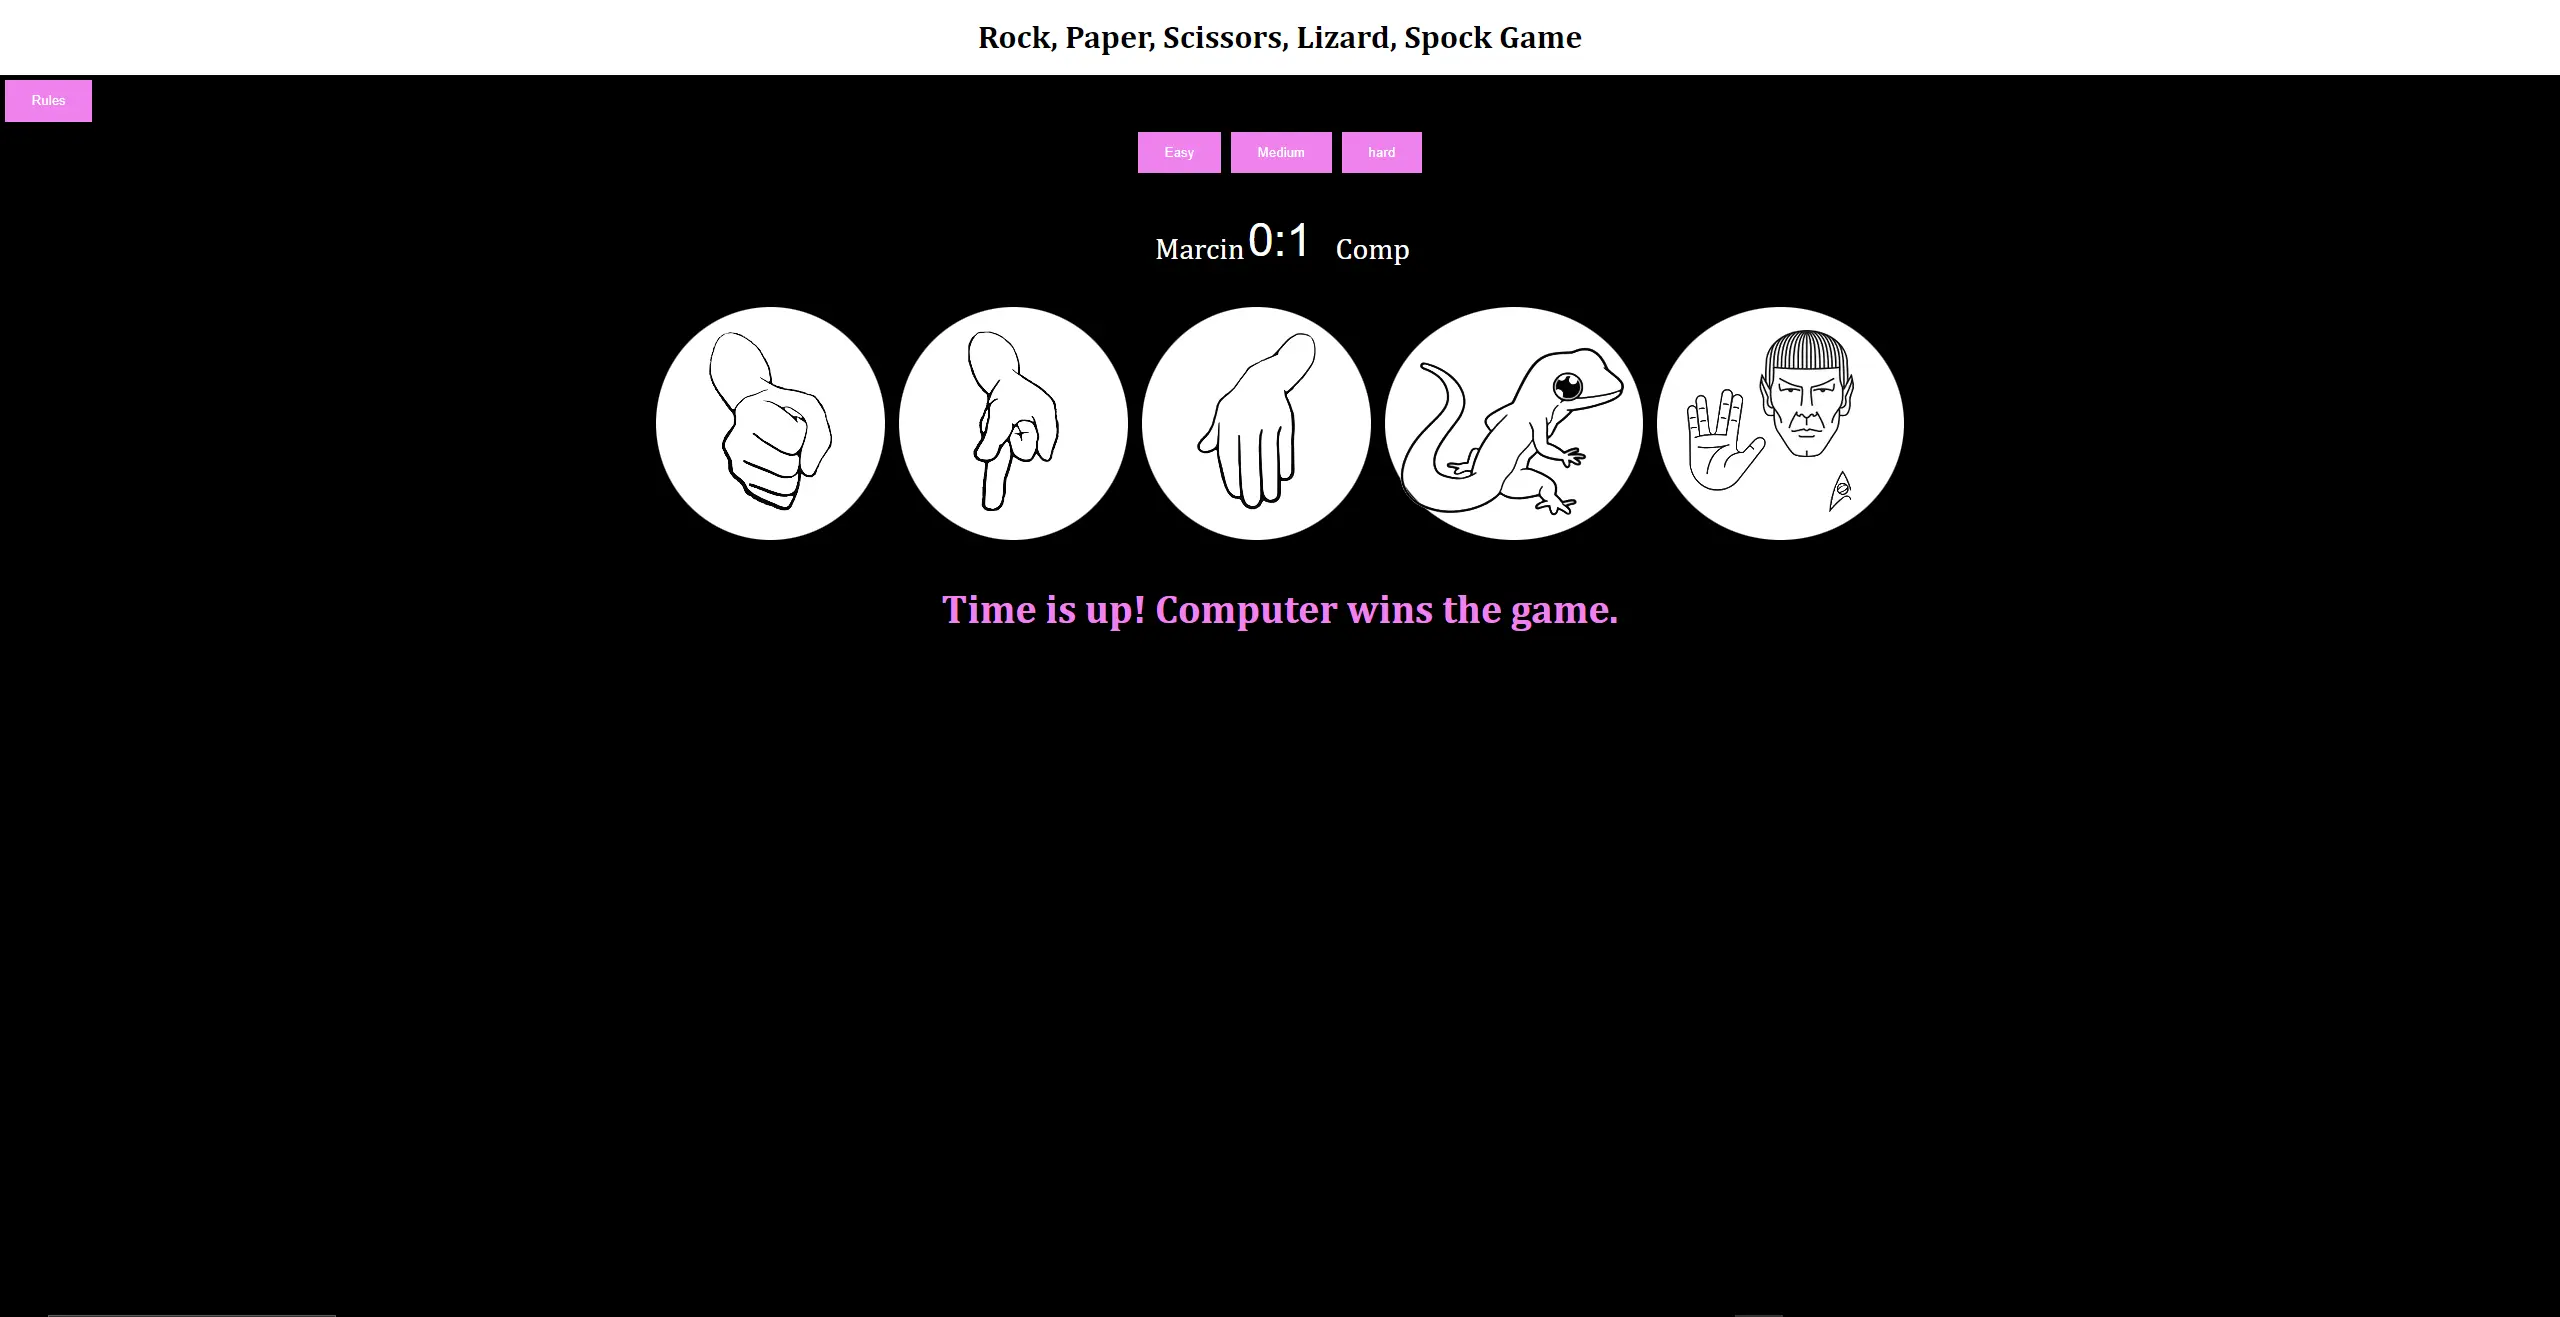 Rock, Paper, Scissors, Lizard, Spock Game
Rules
Easy Medium hard
Marcin 0:1 Comp
Time is up! Computer wins the game.